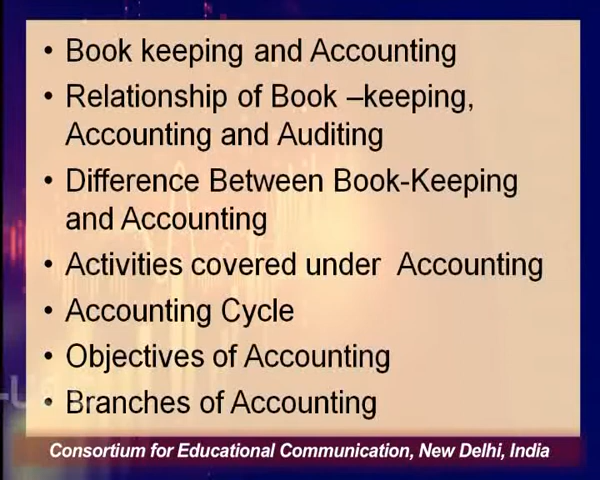 • Book keeping and Accounting
• Relationship of Book –keeping,
Accounting and Auditing
• Difference Between Book-Keeping
and Accounting
• Activities covered under Accounting
• Accounting Cycle
• Objectives of Accounting
• Branches of Accounting
Consortium for Educational Communication, New Delhi, India